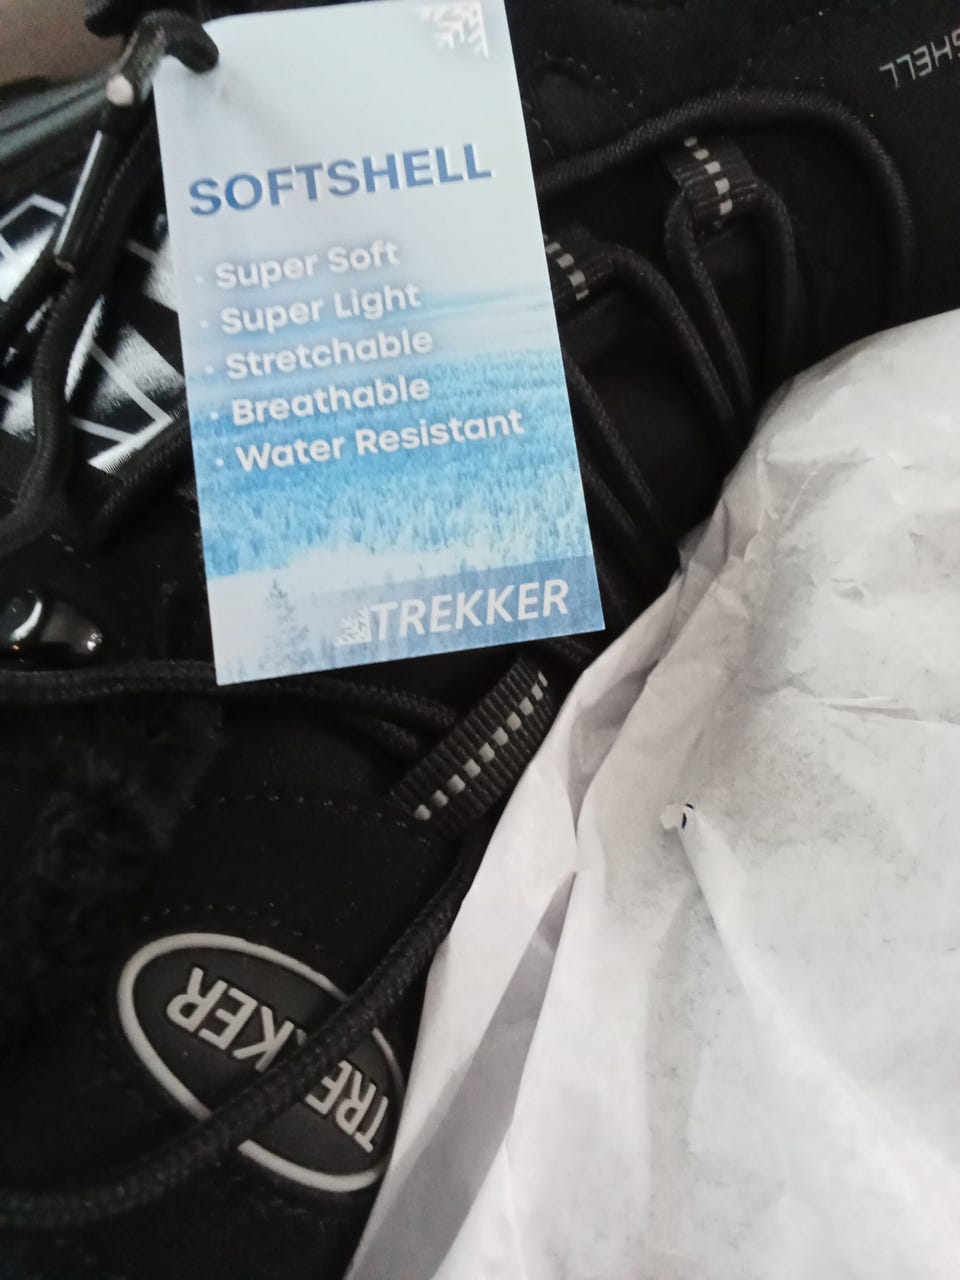 SOFTSHELL
· Super Soft
· Super Light
· Stretchable
· Breathable
· Water Resistant
TREKKER
SHELL